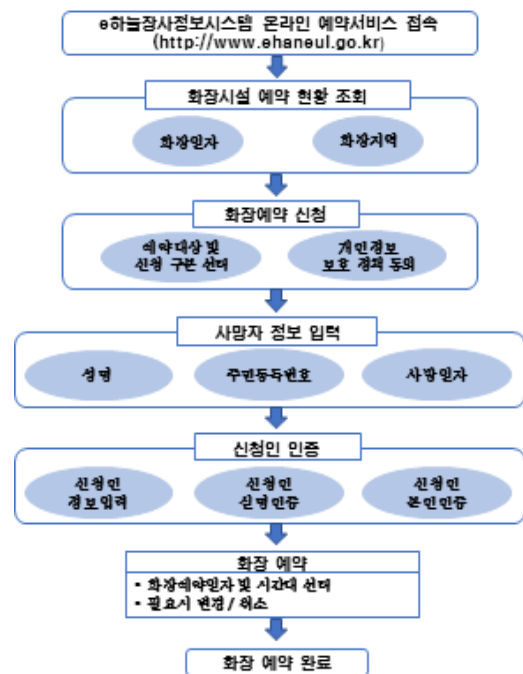 e하늘장사정보시스템 온라인 예약서비스 접속
(http://www.ehaneul.go.kr)
화장시설 예약 현황 조회
화장일자
화장지역
화장예약 신청
예약대상 및
신청 구분 선택
개인정보
보호 정책 동의
사망자 정보 입력
성명
주민등록번호
사망일자
신청인 인증
신청인
정보입력
신청인
실명인증
신청인
본인인증
화장 예약
▪ 화장예약일자 및 시간대 선택
▪ 필요시 변경 / 취소
화장 예약 완료